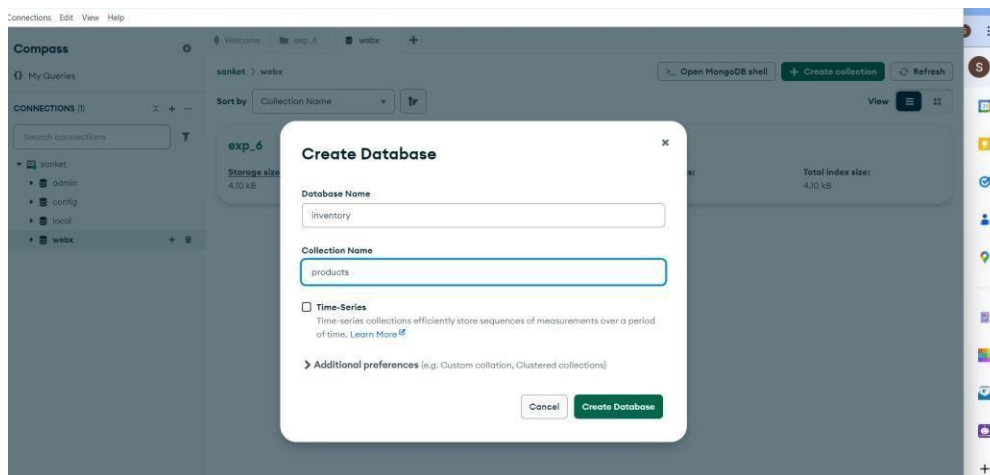 Connections Edit View Help
Compass
Welcome exp_6 webx +
{} My Queries
sanket > webx
>_ Open MongoDB shell + Create collection Refresh
CONNECTIONS (1)
Sort by Collection Name
View
Search connections
sanket
admin
config
local
webx
exp_6
Storage size
4.10 kB
Total index size:
4.10 kB
Create Database
Database Name
inventory
Collection Name
products
Time-Series
Time-series collections efficiently store sequences of measurements over a period
of time. Learn More
Additional preferences (e.g. Custom collation, Clustered collections)
Cancel Create Database
S